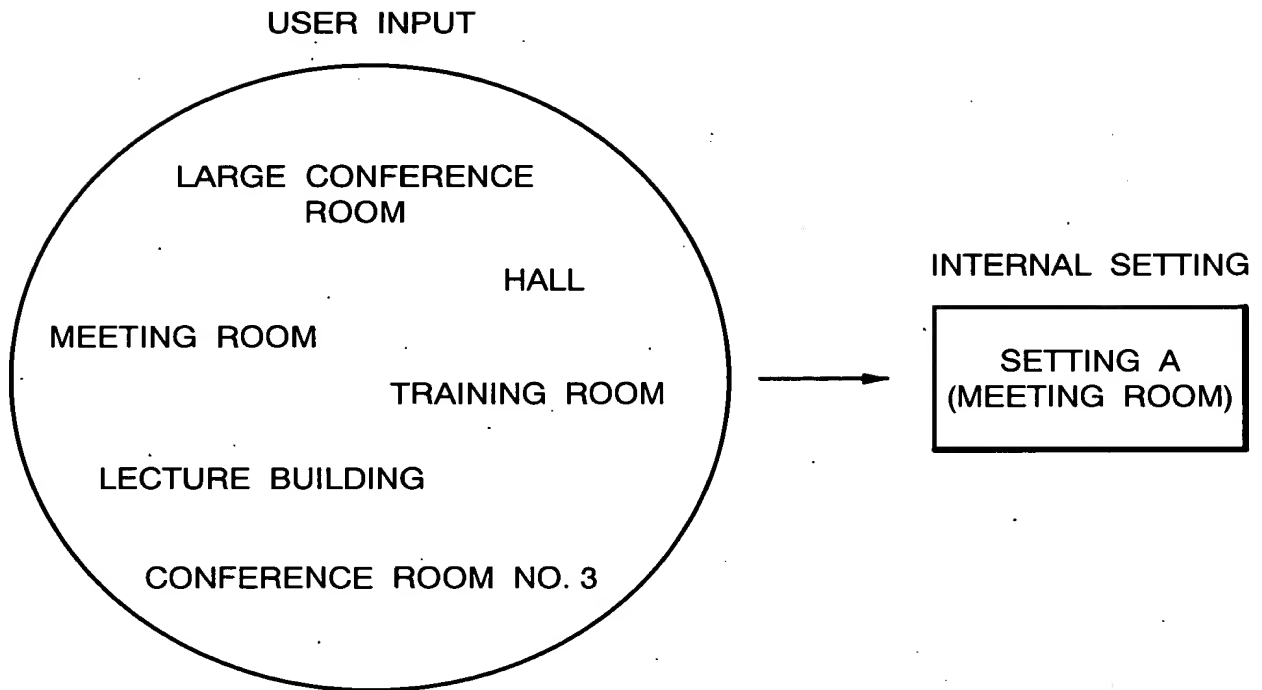 USER INPUT
LARGE CONFERENCE
ROOM
HALL
MEETING ROOM
TRAINING ROOM
LECTURE BUILDING
CONFERENCE ROOM NO. 3
INTERNAL SETTING
SETTING A
(MEETING ROOM)